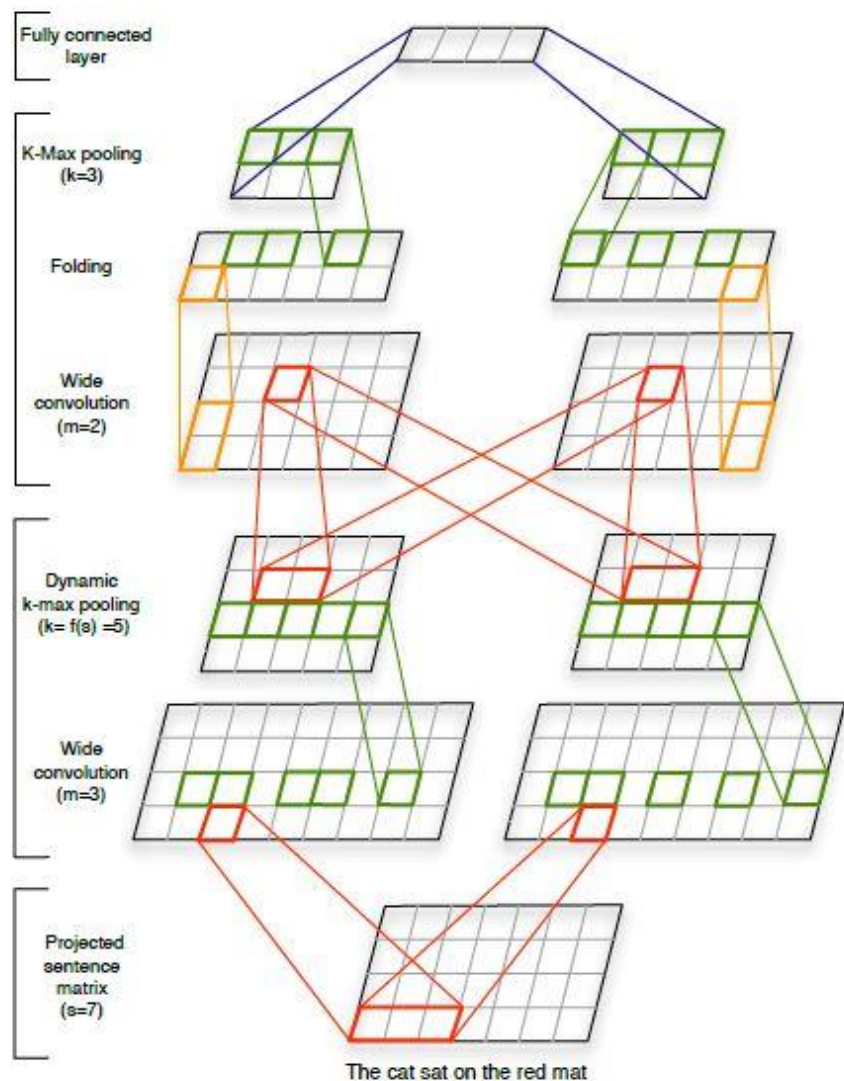 Fully connected
layer
K-Max pooling
(k=3)
Folding
Wide
convolution
(m=2)
Dynamic
k-max pooling
(k= f(s) =5)
Wide
convolution
(m=3)
Projected
sentence
matrix
(s=7)
The cat sat on the red mat